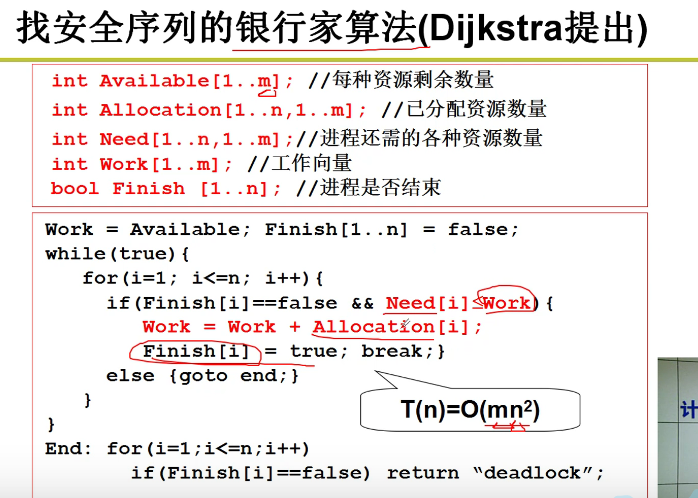 找安全序列的银行家算法(Dijkstra提出)
int Available[1..m]; //每种资源剩余数量
int Allocation[1..n,1..m]; //已分配资源数量
int Need[1..n,1..m];//进程还需的各种资源数量
int Work[1..m]; //工作向量
bool Finish [1..n]; //进程是否结束
Work = Available; Finish[1..n] = false;
while(true){
for(i=1; i<=n; i++){
if(Finish[i]==false && Need[i]≤Work){
Work = Work + Allocation[i];
Finish[i] = true; break;}
else {goto end;}
}
}
T(n)=O(mn²)
End: for(i=1;i<=n;i++)
if(Finish[i]==false) return “deadlock”;
计